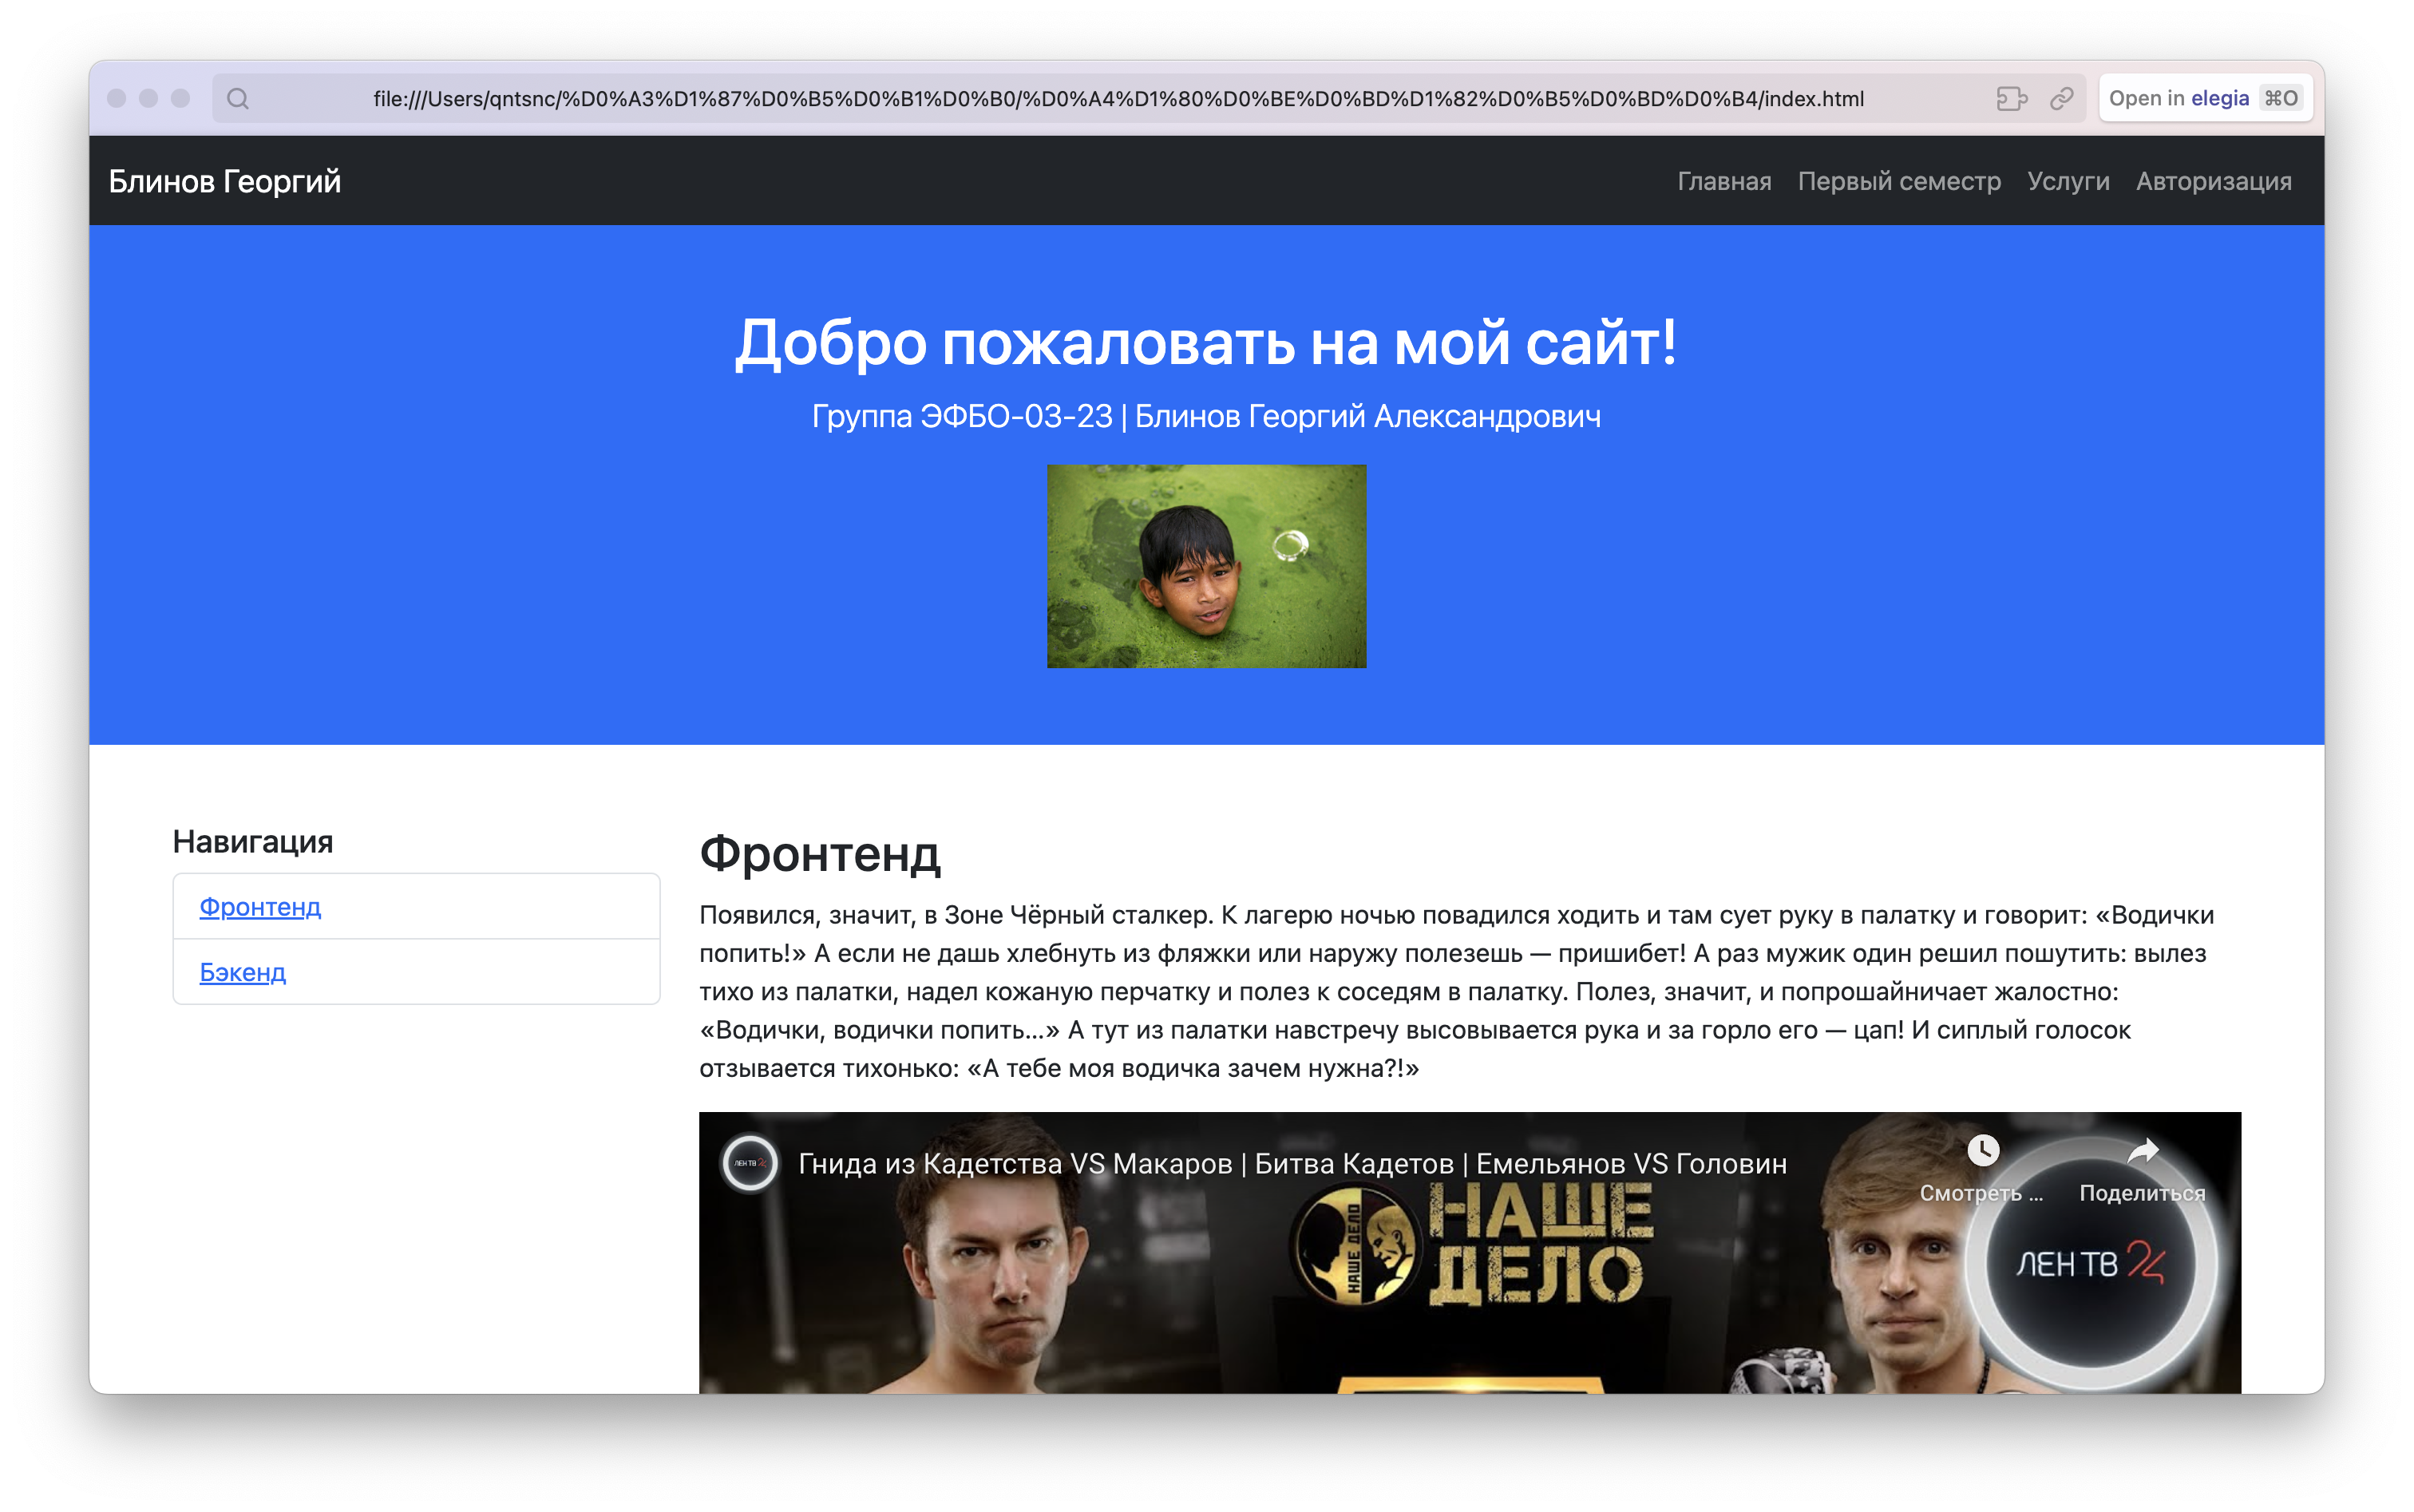 file:///Users/qntsnc/%D0%A3%D1%87%D0%B5%D0%B1%D0%B0/%D0%A4%D1%80%D0%BE%D0%BD%D1%82%D0%B5%D0%BD%D0%B4/index.html
Open in elegia ⌘O
Блинов Георгий
Главная Первый семестр Услуги Авторизация
Добро пожаловать на мой сайт!
Группа ЭФБО-03-23 | Блинов Георгий Александрович
Навигация
Фронтенд
Бэкенд
Фронтенд
Появился, значит, в Зоне Чёрный сталкер. К лагерю ночью повадился ходить и там сует руку в палатку и говорит: «Водички
попить!» А если не дашь хлебнуть из фляжки или наружу полезешь — пришибет! А раз мужик один решил пошутить: вылез
тихо из палатки, надел кожаную перчатку и полез к соседям в палатку. Полез, значит, и попрошайничает жалостно:
«Водички, водички попить...» А тут из палатки навстречу высовывается рука и за горло его — цап! И сиплый голосок
отзывается тихонько: «А тебе моя водичка зачем нужна?!»
ЛЕН ТВ 24
Гнида из Кадетства VS Макаров | Битва Кадетов | Емельянов VS Головин
Смотреть ...
Поделиться
НАШЕ ДЕЛО
НАШЕ
ДЕЛО
ЛЕН ТВ 24